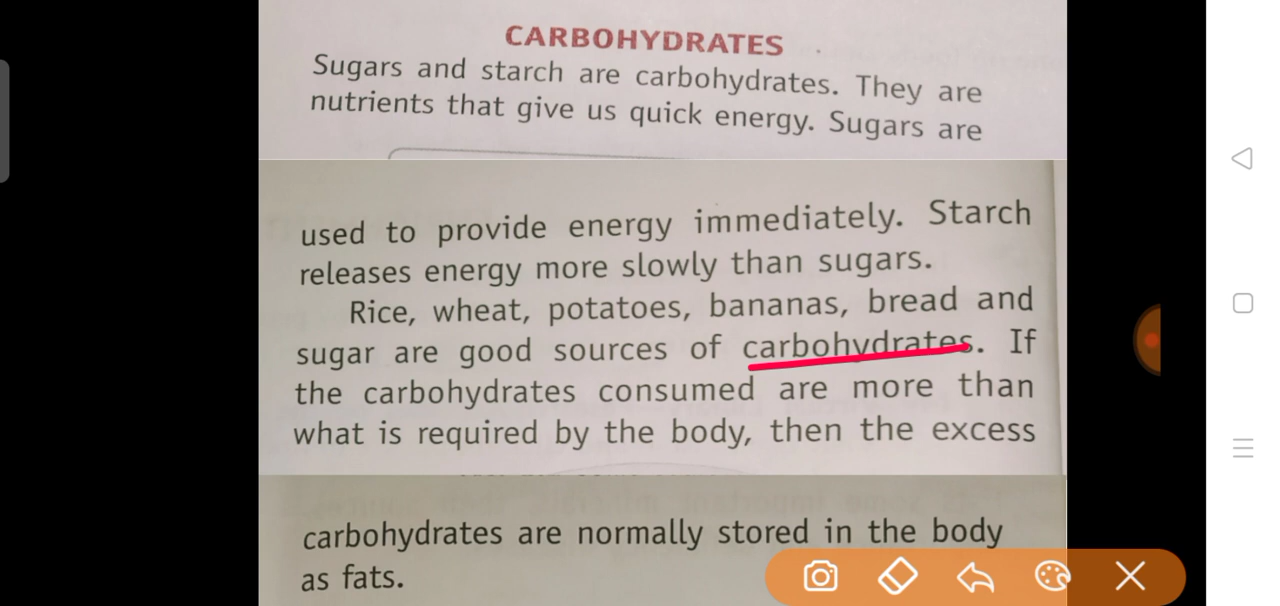 CARBOHYDRATES
Sugars and starch are carbohydrates. They are
nutrients that give us quick energy. Sugars are
used to provide energy immediately. Starch
releases energy more slowly than sugars.
Rice, wheat, potatoes, bananas, bread and
sugar are good sources of carbohydrates. If
the carbohydrates consumed are more than
what is required by the body, then the excess
carbohydrates are normally stored in the body
as fats.